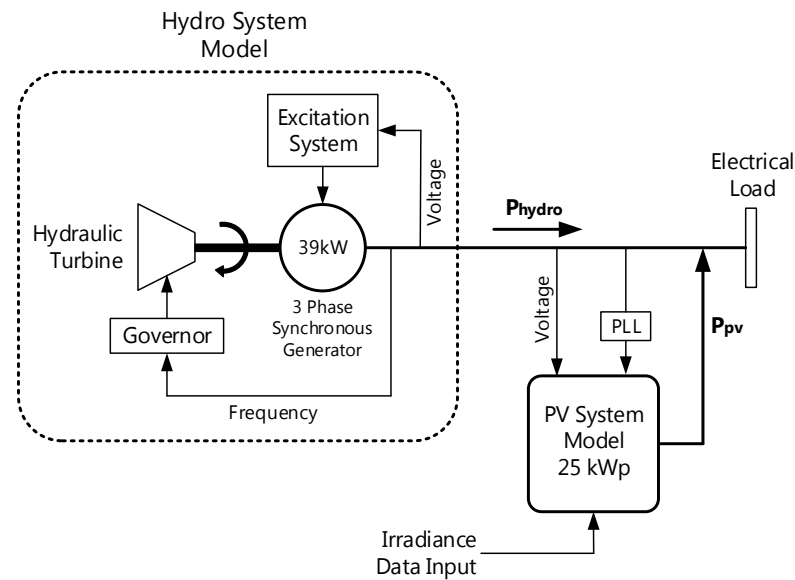 Hydro System
Model
Excitation
System
Voltage
Electrical
Load
Phydro
Hydraulic
Turbine
39kW
3 Phase
Synchronous
Generator
Governor
Frequency
Voltage
PLL
Ppv
PV System
Model
25 kWp
Irradiance
Data Input